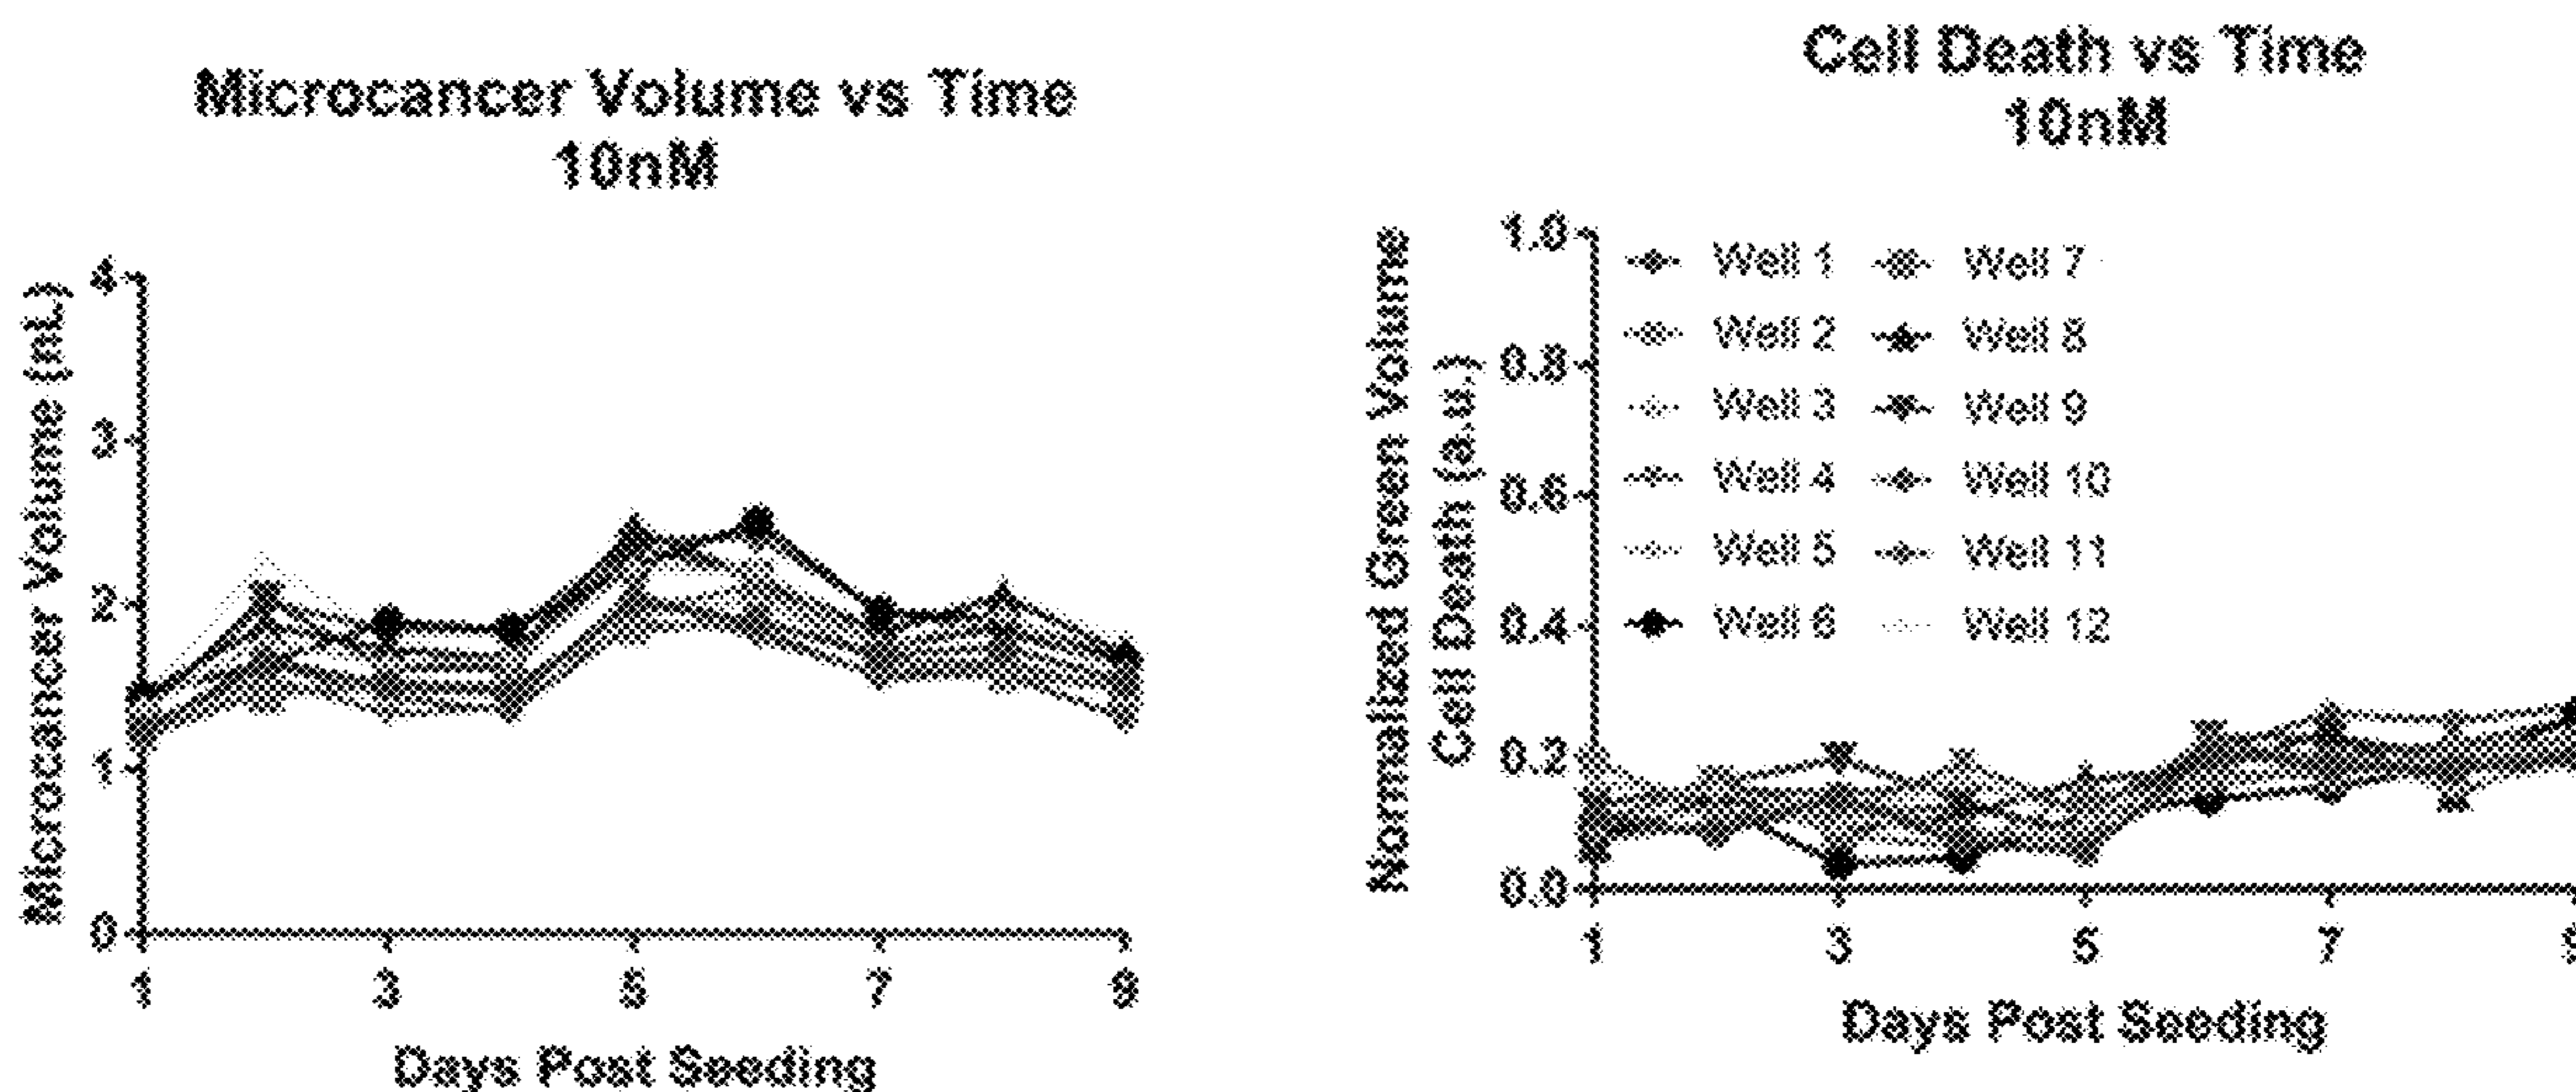 Microcancer Volume vs Time
10nM
Microcancer Volume (nL)
4
3
2
1
0
1 3 5 7 9
Days Post Seeding
Cell Death vs Time
10nM
Normalized Green Volume
Cell Death (a.u.)
1.0
0.8
0.6
0.4
0.2
0.0
Well 1 Well 7
Well 2 Well 8
Well 3 Well 9
Well 4 Well 10
Well 5 Well 11
Well 6 Well 12
1 3 5 7 9
Days Post Seeding